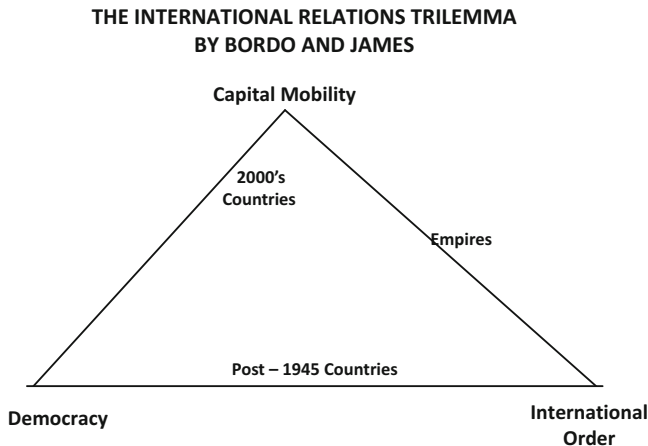 THE INTERNATIONAL RELATIONS TRILEMMA
BY BORDO AND JAMES
Capital Mobility
2000's
Countries
Empires
Post – 1945 Countries
Democracy
International
Order